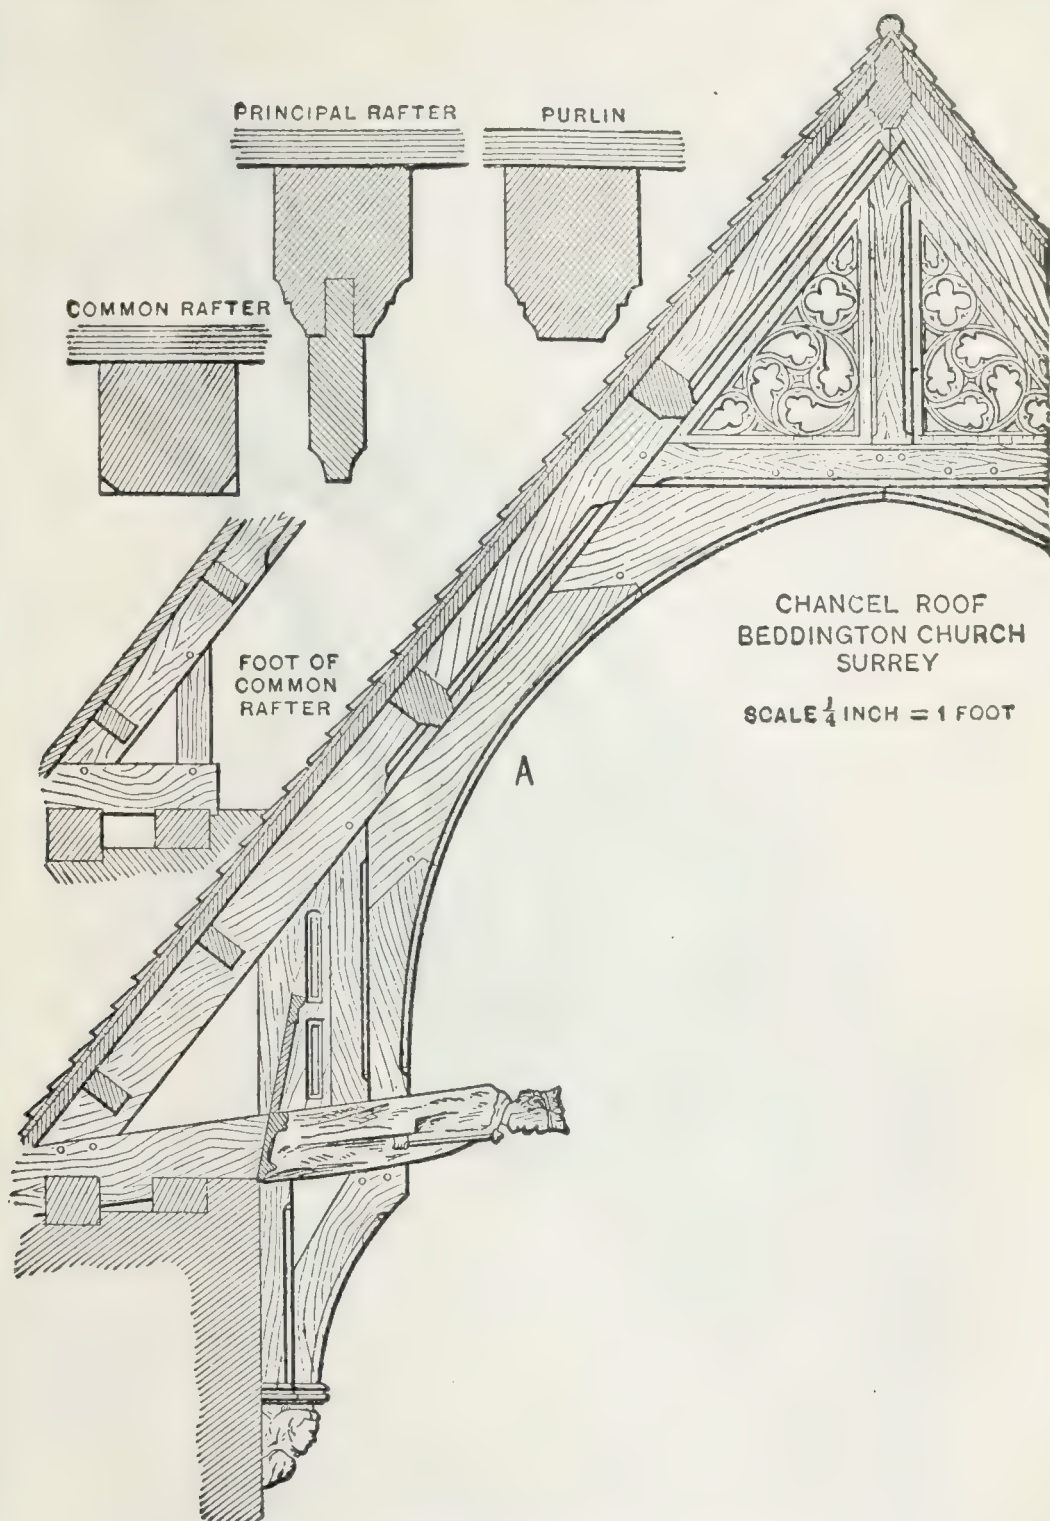 PRINCIPAL RAFTER
PURLIN
COMMON RAFTER
FOOT OF
COMMON
RAFTER
CHANCEL ROOF
BEDDINGTON CHURCH
SURREY
SCALE 1/4 INCH = 1 FOOT
A